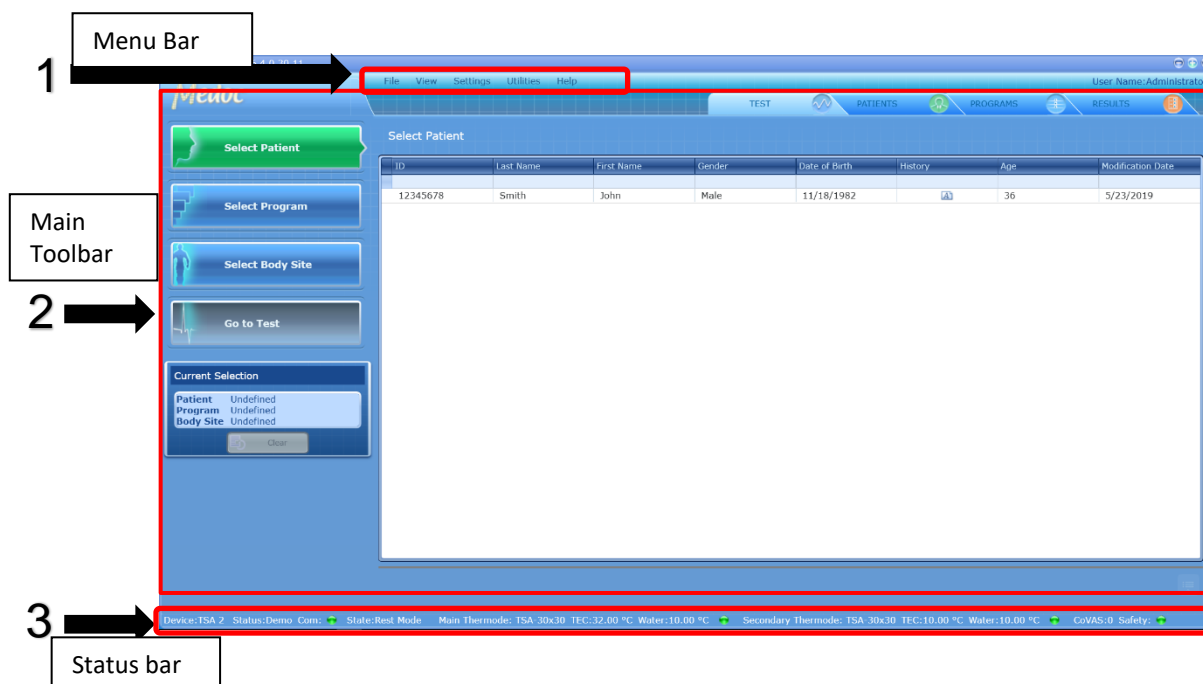 Menu Bar
1
4.0.20.11
File View Settings Utilities Help
User Name:Administrato
Medoc
TEST PATIENTS PROGRAMS RESULTS
Select Patient
Select Patient
ID Last Name First Name Gender Date of Birth History Age Modification Date
12345678 Smith John Male 11/18/1982 36 5/23/2019
Select Program
Main
Toolbar
Select Body Site
2
Go to Test
Current Selection
Patient Undefined
Program Undefined
Body Site Undefined
Clear
3
Device:TSA 2 Status:Demo Com: State:Rest Mode Main Thermode: TSA-30x30 TEC:32.00 °C Water:10.00 °C Secondary Thermode: TSA-30x30 TEC:10.00 °C Water:10.00 °C CoVAS:0 Safety:
Status bar